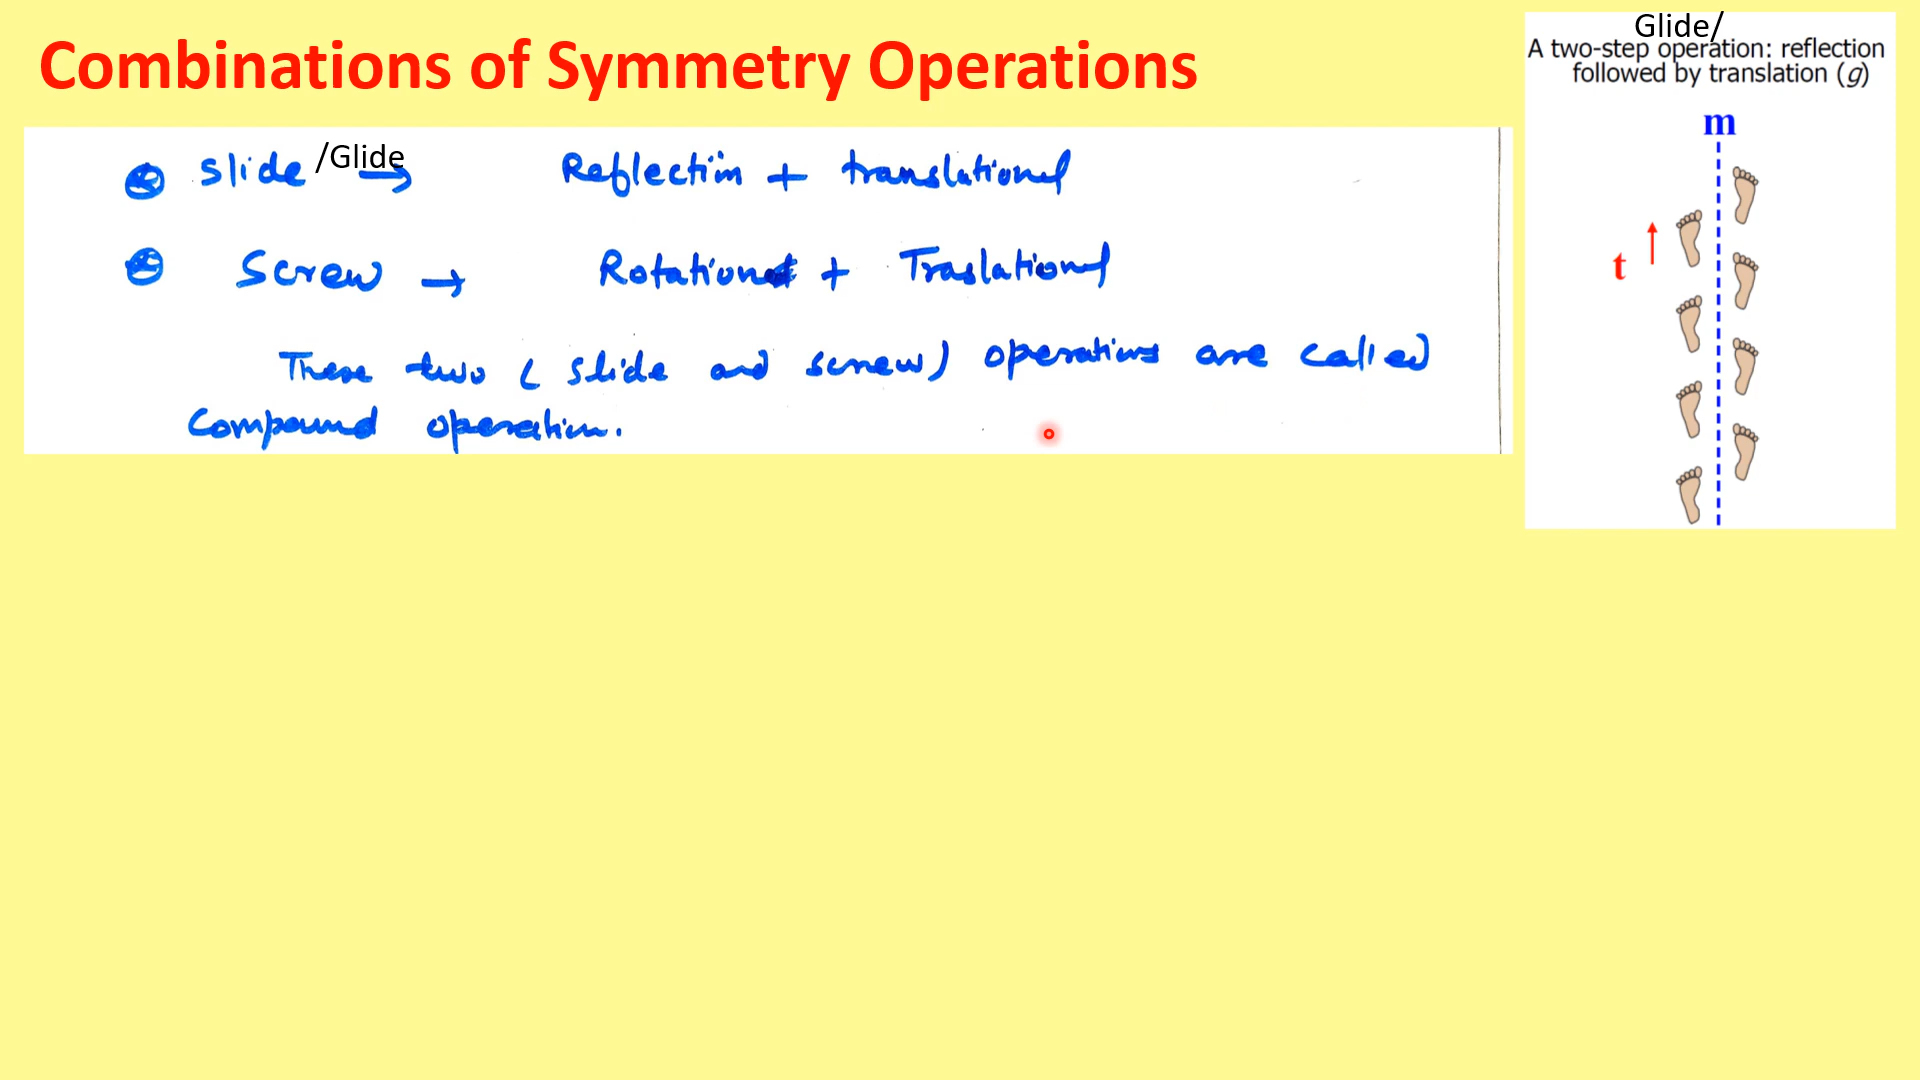 Combinations of Symmetry Operations
slide /Glide → Reflection + translational
Screw → Rotational + Traslational
These two ( slide and screw) operations are called
Compound operation.
Glide/
A two-step operation: reflection
followed by translation (g)
m
t